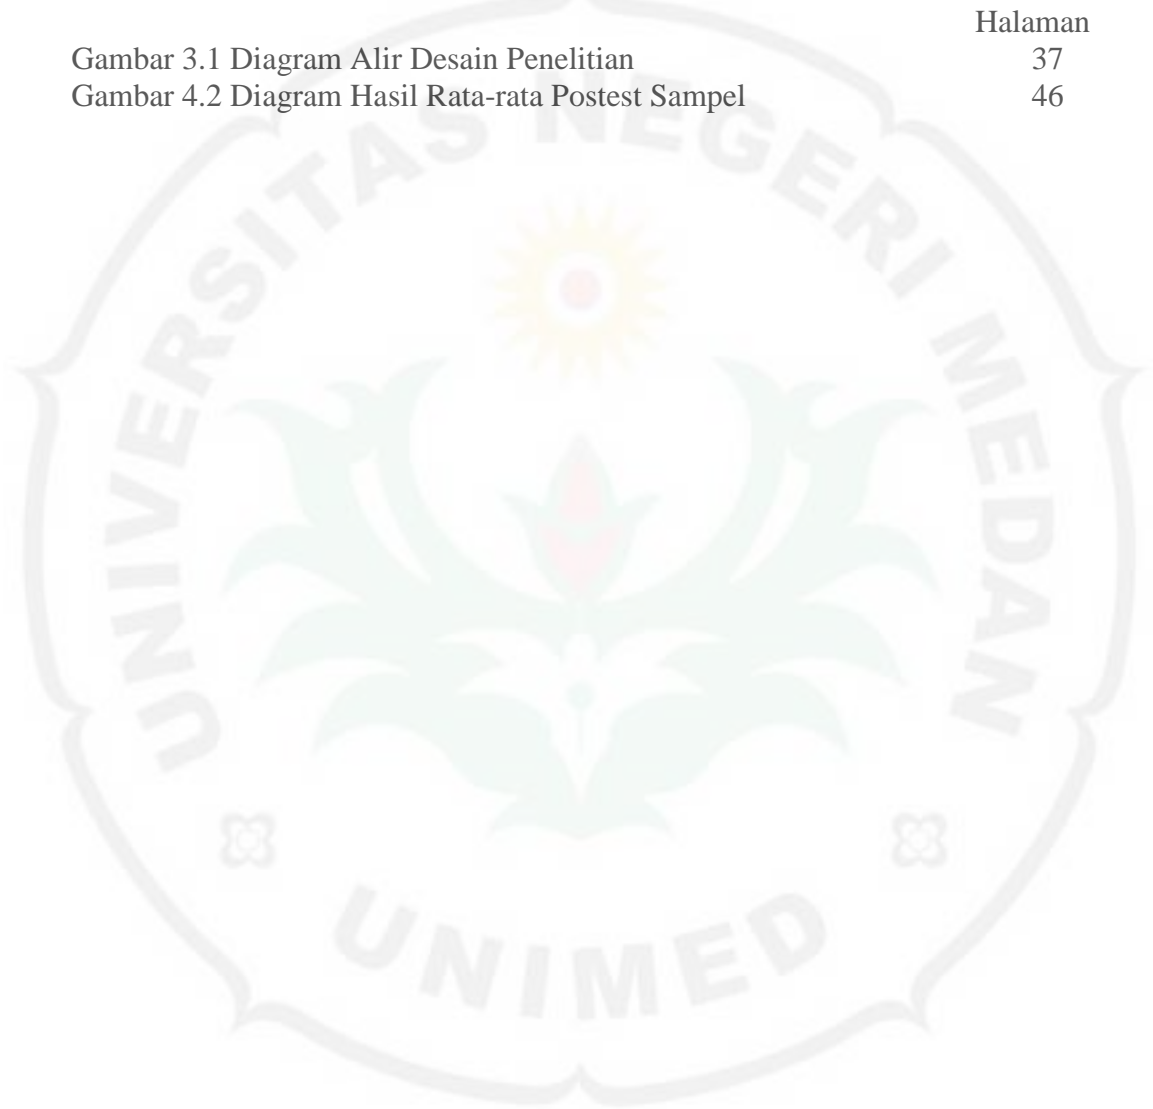 Halaman
Gambar 3.1 Diagram Alir Desain Penelitian 37
Gambar 4.2 Diagram Hasil Rata-rata Postest Sampel 46
UNIVERSITAS NEGERI MEDAN
UNIMED